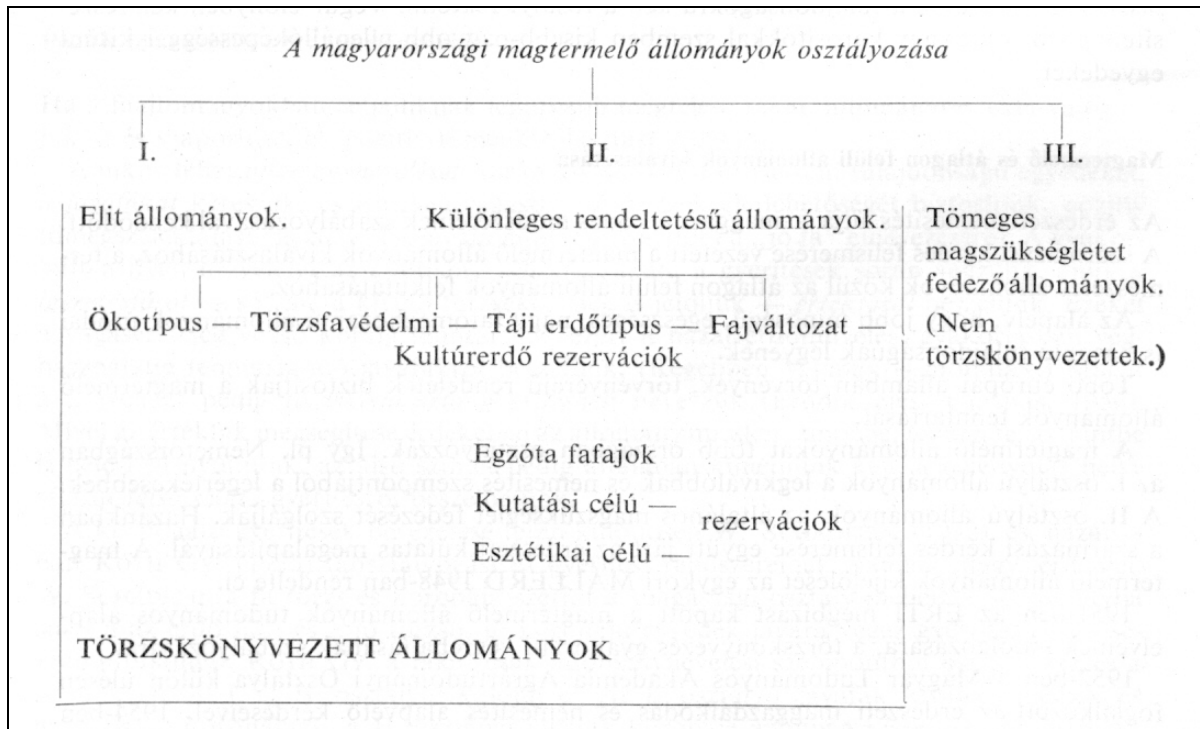 A magyarországi magtermelő állományok osztályozása
I. II. III.
Elit állományok. Különleges rendeltetésű állományok. Tömeges
magszükségletet
fedező állományok.
Ökotípus — Törzsfavédelmi — Táji erdőtípus — Fajváltozat — (Nem
Kultúrerdő rezervációk törzskönyvezettek.)
Egzóta fafajok
Kutatási célú — rezervációk
Esztétikai célú —
TÖRZSKÖNYVEZETT ÁLLOMÁNYOK